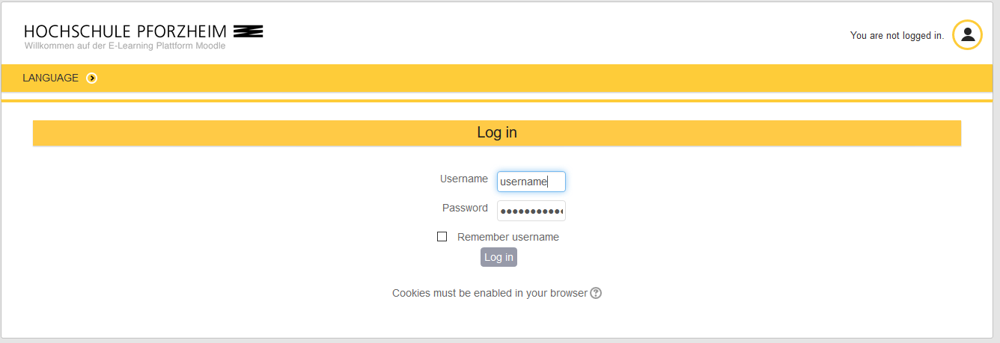 HOCHSCHULE PFORZHEIM
Willkommen auf der E-Learning Plattform Moodle
You are not logged in.
LANGUAGE
Log in
Username username
Password ••••••••••••
Remember username
Log in
Cookies must be enabled in your browser ?